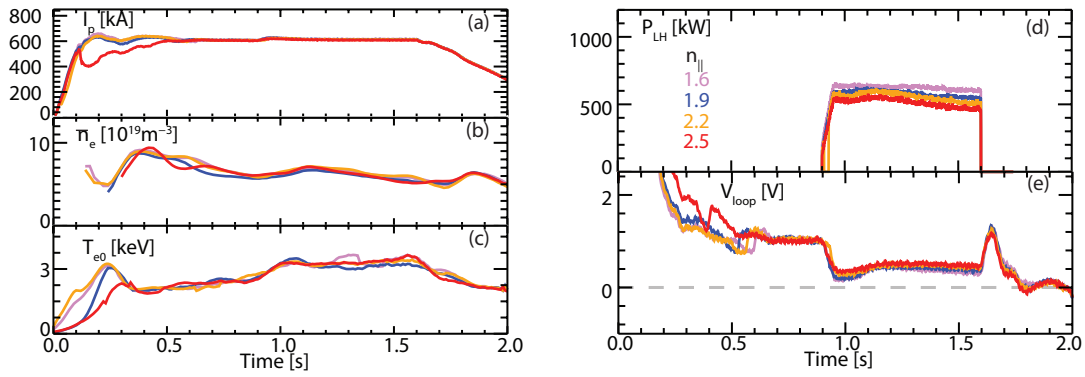 I_p [kA]
(a)
800
600
400
200
0
n̄_e [10^19 m^−3]
(b)
10
0
T_e0 [keV]
(c)
3
0
0.0 0.5 1.0 1.5 2.0
Time [s]
P_LH [kW]
(d)
1000
500
0
n_||
1.6
1.9
2.2
2.5
V_loop [V]
(e)
2
0
0.0 0.5 1.0 1.5 2.0
Time [s]